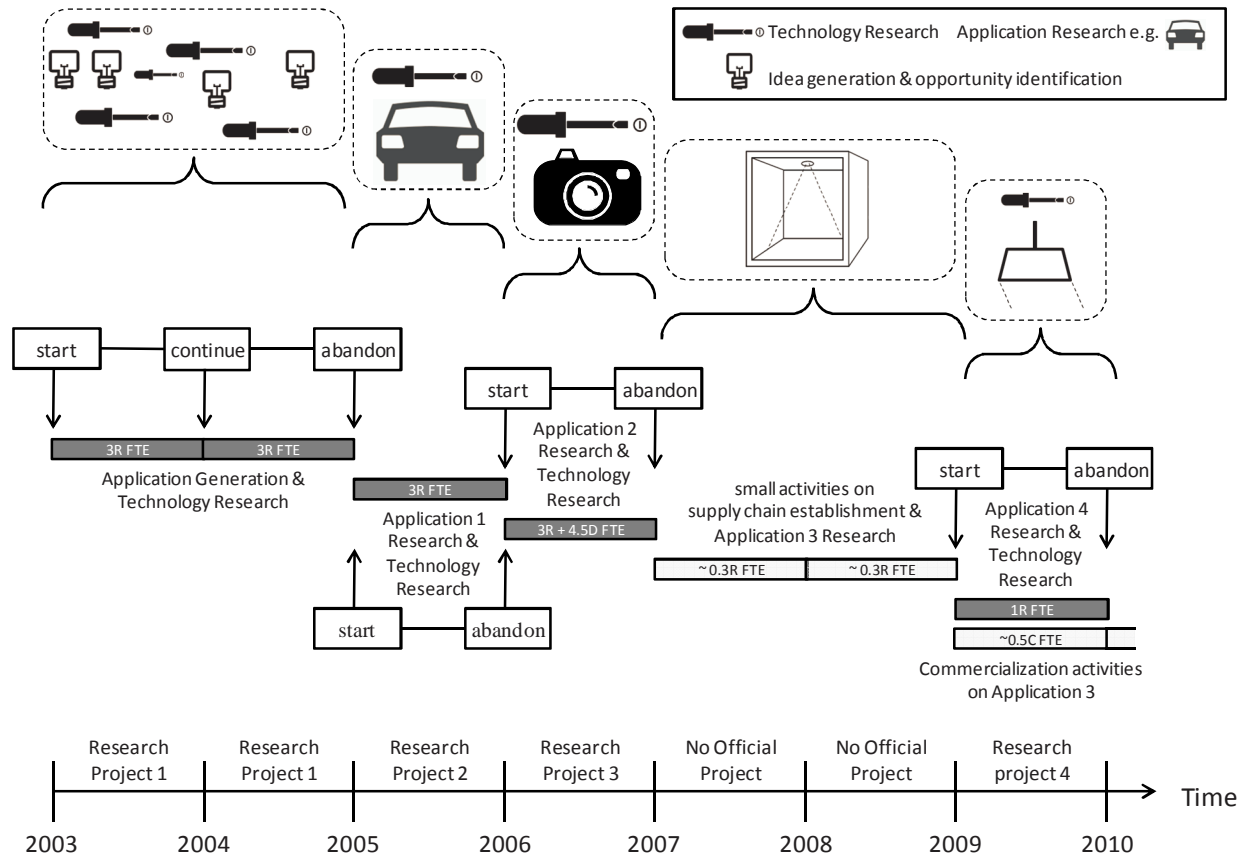 Technology Research Application Research e.g.
Idea generation & opportunity identification
start
continue
abandon
3R FTE
3R FTE
Application Generation &
Technology Research
start
abandon
3R FTE
Application 1
Research &
Technology
Research
start
abandon
Application 2
Research &
Technology
Research
3R + 4.5D FTE
small activities on
supply chain establishment &
Application 3 Research
~ 0.3R FTE
~ 0.3R FTE
start
abandon
Application 4
Research &
Technology
Research
1R FTE
~0.5C FTE
Commercialization activities
on Application 3
Research
Project 1
Research
Project 1
Research
Project 2
Research
Project 3
No Official
Project
No Official
Project
Research
project 4
Time
2003
2004
2005
2006
2007
2008
2009
2010